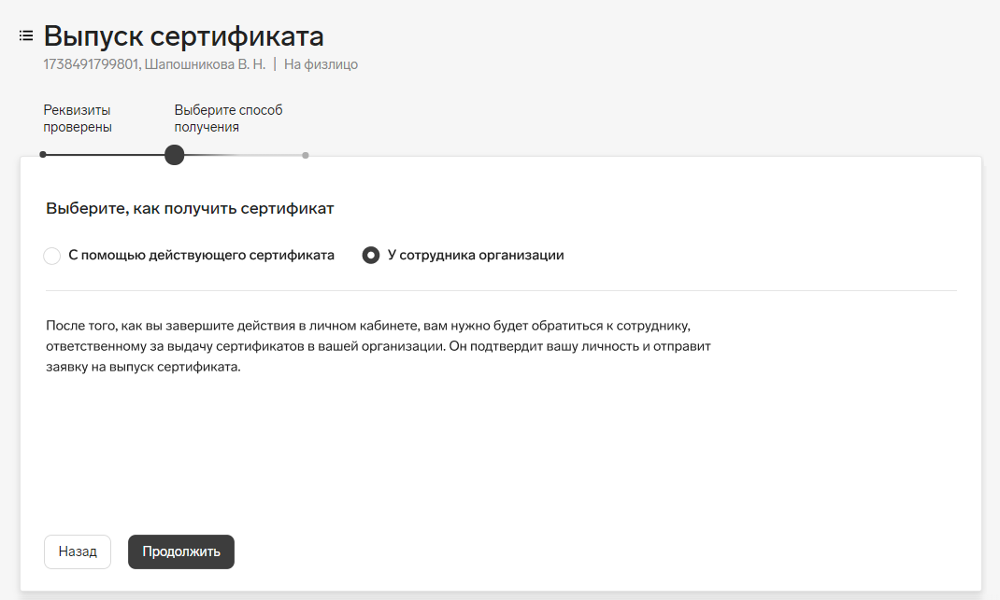 Выпуск сертификата
1738491799801, Шапошникова В. Н. | На физлицо
Реквизиты
проверены
Выберите способ
получения
Выберите, как получить сертификат
С помощью действующего сертификата
У сотрудника организации
После того, как вы завершите действия в личном кабинете, вам нужно будет обратиться к сотруднику,
ответственному за выдачу сертификатов в вашей организации. Он подтвердит вашу личность и отправит
заявку на выпуск сертификата.
Назад
Продолжить